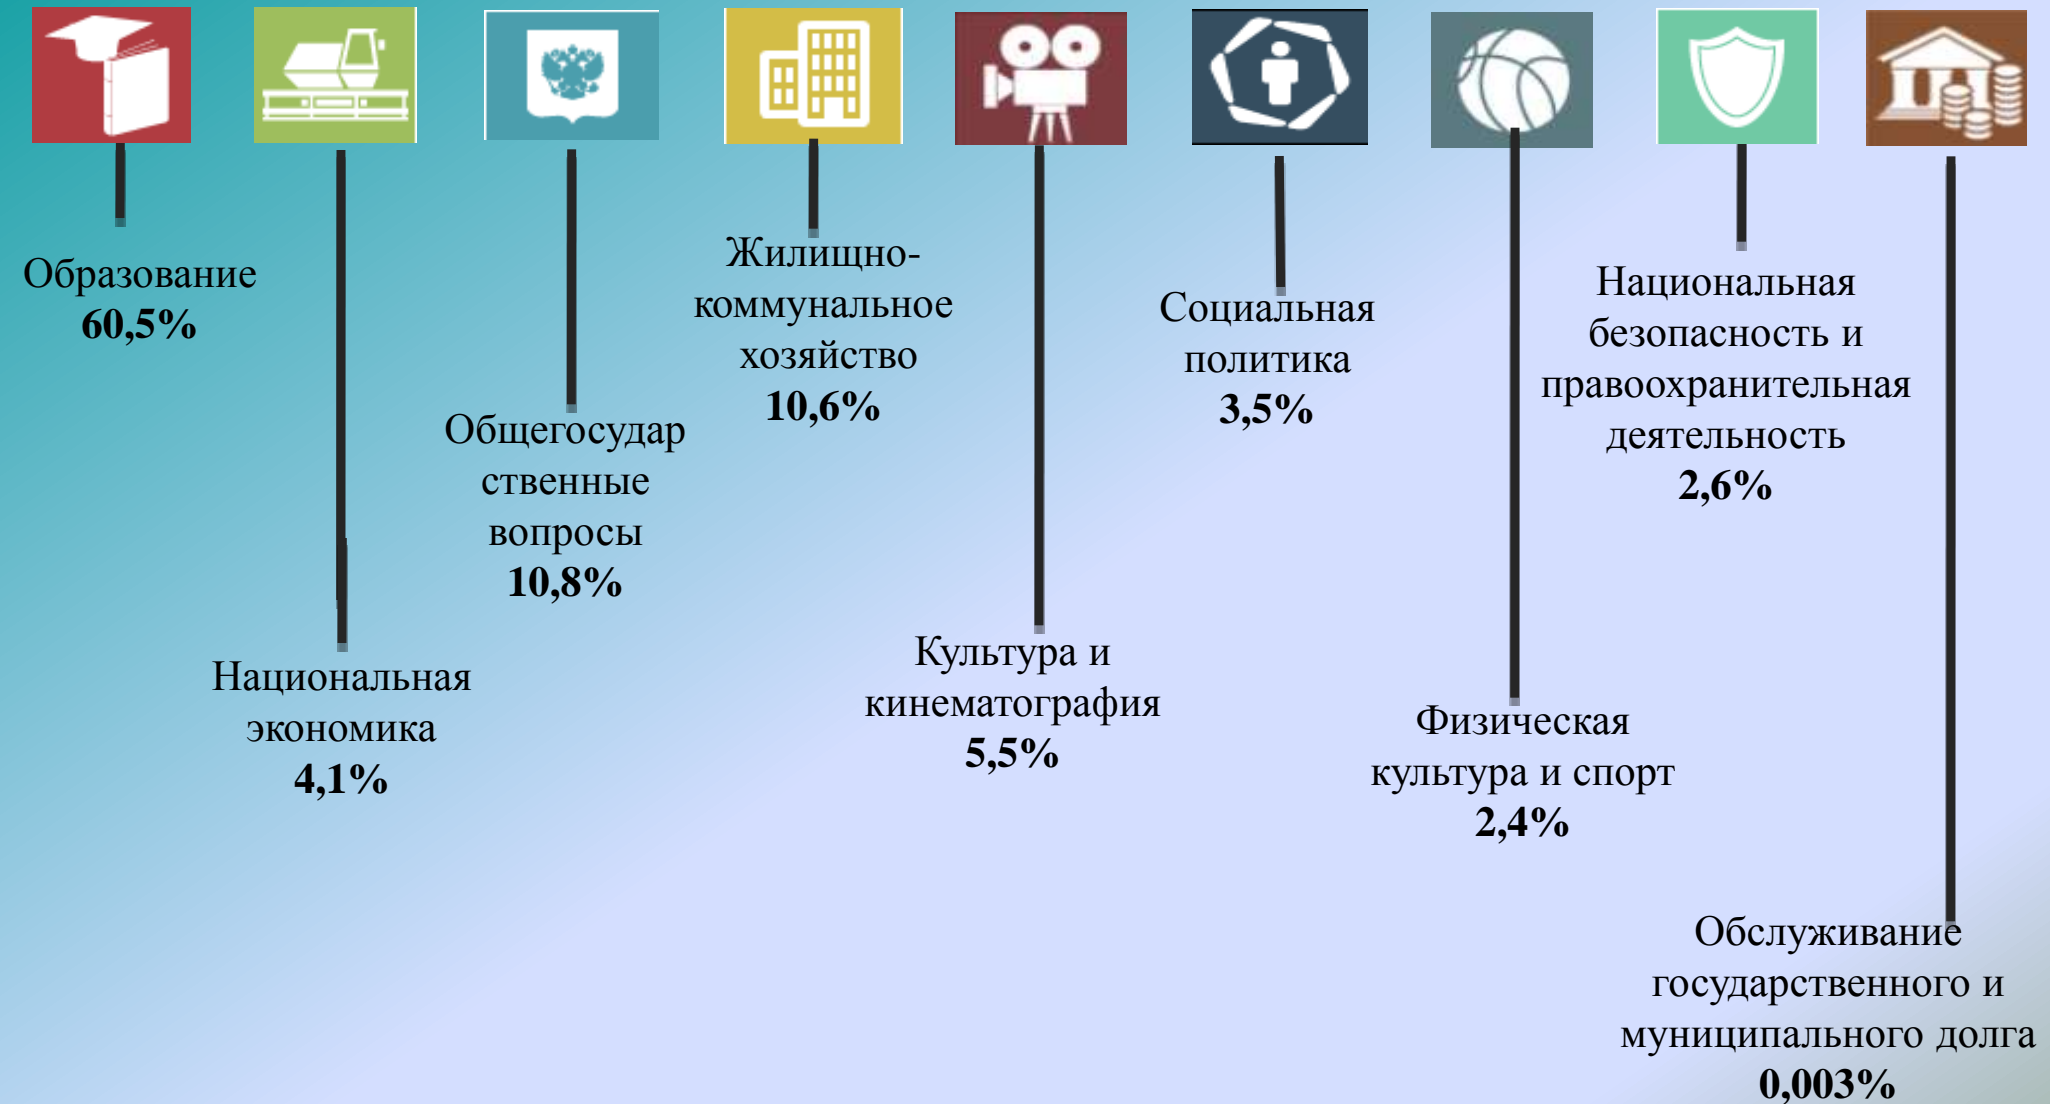 Образование
60,5%
Национальная
экономика
4,1%
Общегосудар
ственные
вопросы
10,8%
Жилищно-
коммунальное
хозяйство
10,6%
Культура и
кинематография
5,5%
Социальная
политика
3,5%
Физическая
культура и спорт
2,4%
Национальная
безопасность и
правоохранительная
деятельность
2,6%
Обслуживание
государственного и
муниципального долга
0,003%